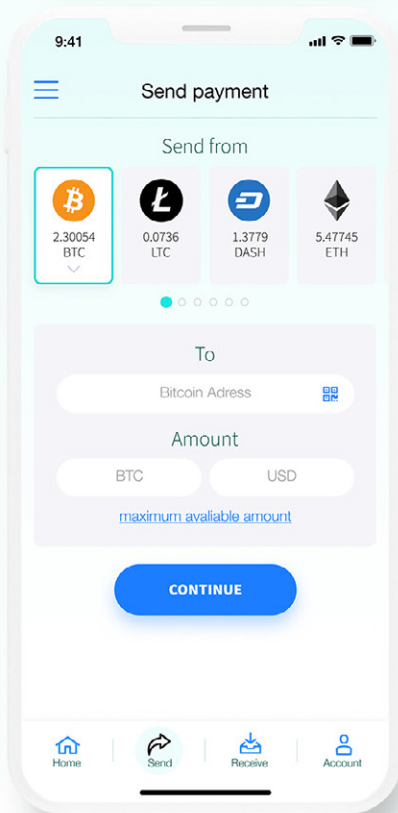 9:41
Send payment
Send from
2.30054 0.0736 1.3779 5.47745
BTC LTC DASH ETH
To
Bitcoin Adress
Amount
BTC USD
maximum avaliable amount
CONTINUE
Home Send Receive Account